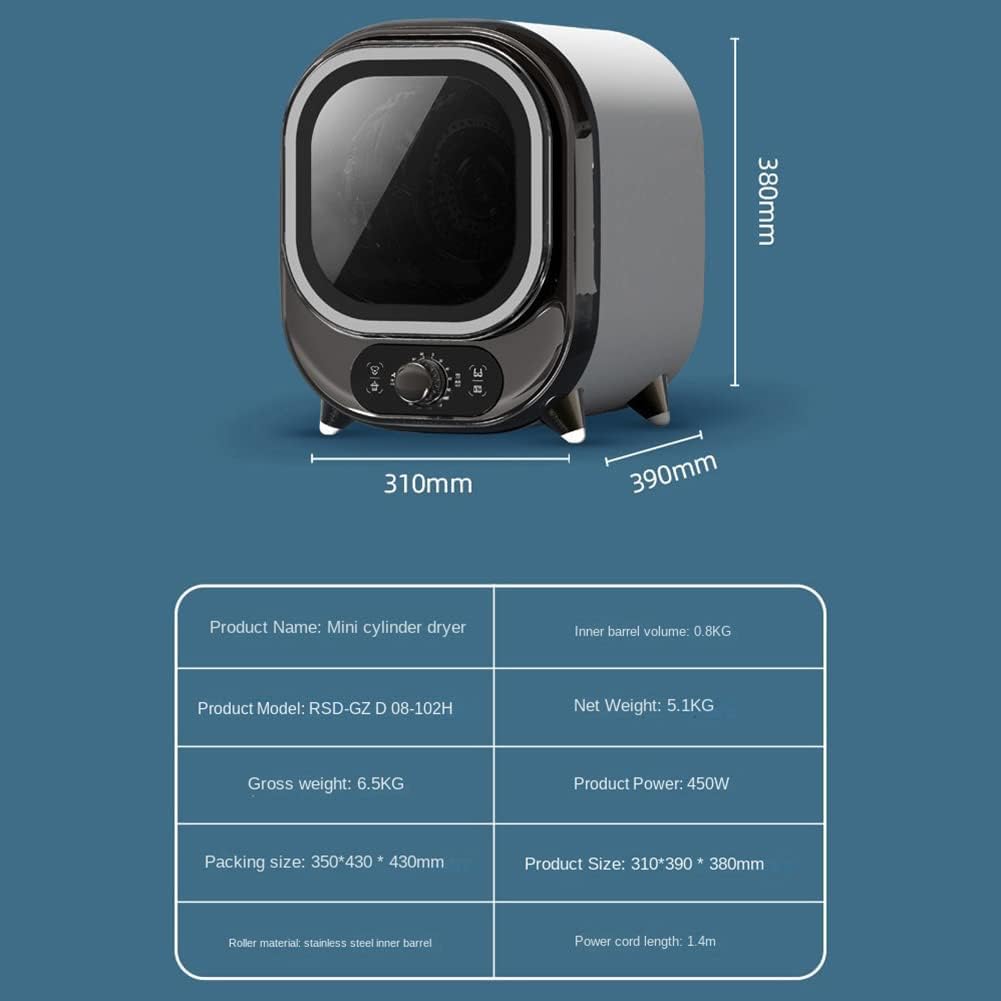 380mm
310mm
390mm
Product Name: Mini cylinder dryer
Inner barrel volume: 0.8KG
Product Model: RSD-GZ D 08-102H
Net Weight: 5.1KG
Gross weight: 6.5KG
Product Power: 450W
Packing size: 350*430 * 430mm
Product Size: 310*390 * 380mm
Roller material: stainless steel inner barrel
Power cord length: 1.4m